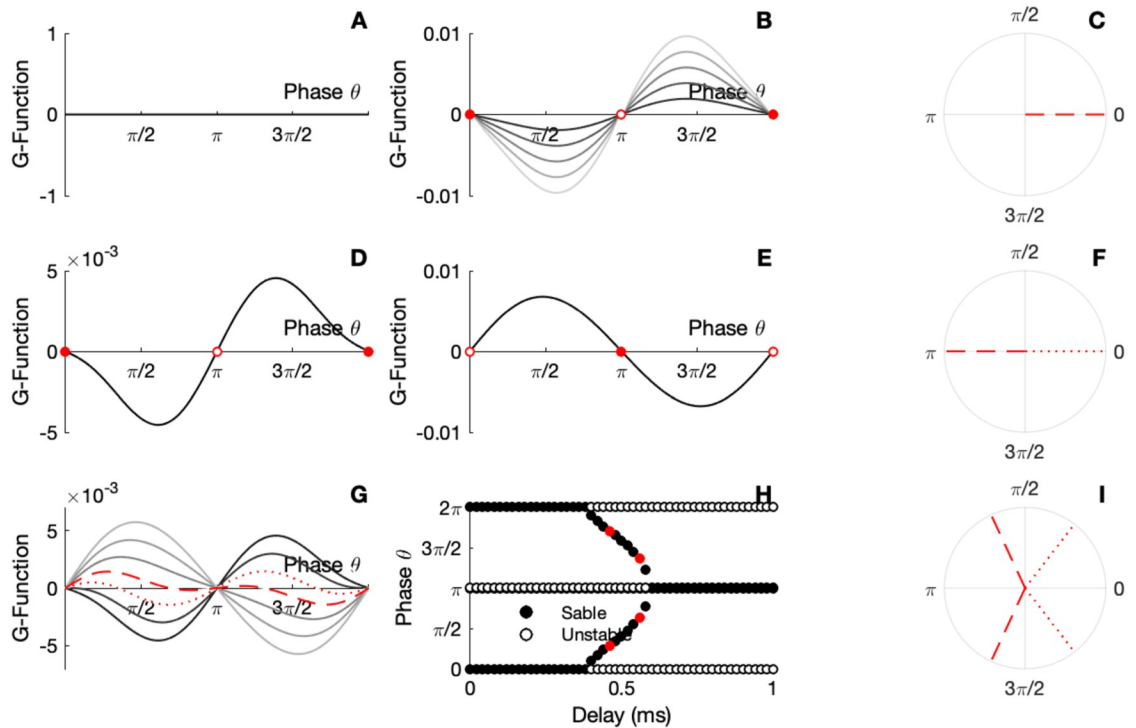 A
1
G-Function
Phase θ
0
π/2 π 3π/2
-1
B
0.01
G-Function
Phase θ
0
π/2 π 3π/2
-0.01
C
π/2
π 0
3π/2
D
×10⁻³
5
G-Function
Phase θ
0
π/2 π 3π/2
-5
E
0.01
G-Function
Phase θ
0
π/2 π 3π/2
-0.01
F
π/2
π 0
3π/2
G
×10⁻³
5
G-Function
Phase θ
0
π/2 π 3π/2
-5
H
2π
3π/2
Phase θ
π
π/2
0
Sable
Unstable
0 0.5 1
Delay (ms)
I
π/2
π 0
3π/2